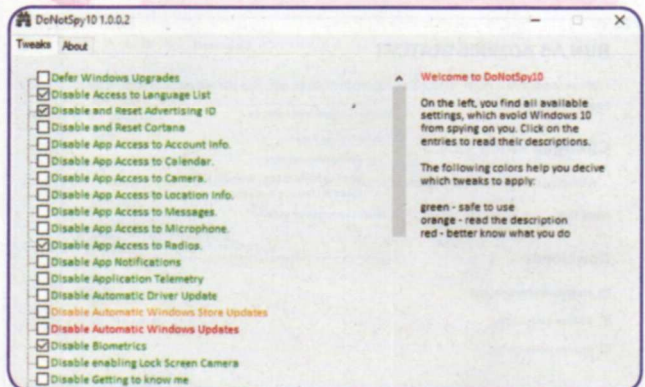 DoNotSpy10 1.0.0.2
Tweaks About
Defer Windows Upgrades
Disable Access to Language List
Disable and Reset Advertising ID
Disable and Reset Cortana
Disable App Access to Account Info.
Disable App Access to Calendar.
Disable App Access to Camera.
Disable App Access to Location Info.
Disable App Access to Messages.
Disable App Access to Microphone.
Disable App Access to Radios.
Disable App Notifications
Disable Application Telemetry
Disable Automatic Driver Update
Disable Automatic Windows Store Updates
Disable Automatic Windows Updates
Disable Biometrics
Disable enabling Lock Screen Camera
Disable Getting to know me
Welcome to DoNotSpy10
On the left, you find all available
settings, which avoid Windows 10
from spying on you. Click on the
entries to read their descriptions.
The following colors help you decive
which tweaks to apply:
green - safe to use
orange - read the description
red - better know what you do